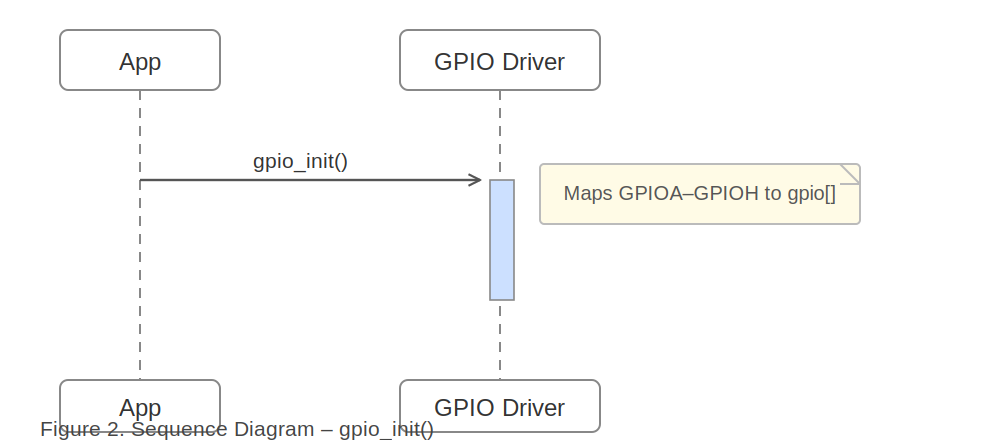 App
GPIO Driver
gpio_init()
Maps GPIOA–GPIOH to gpio[]
App
GPIO Driver
Figure 2. Sequence Diagram – gpio_init()